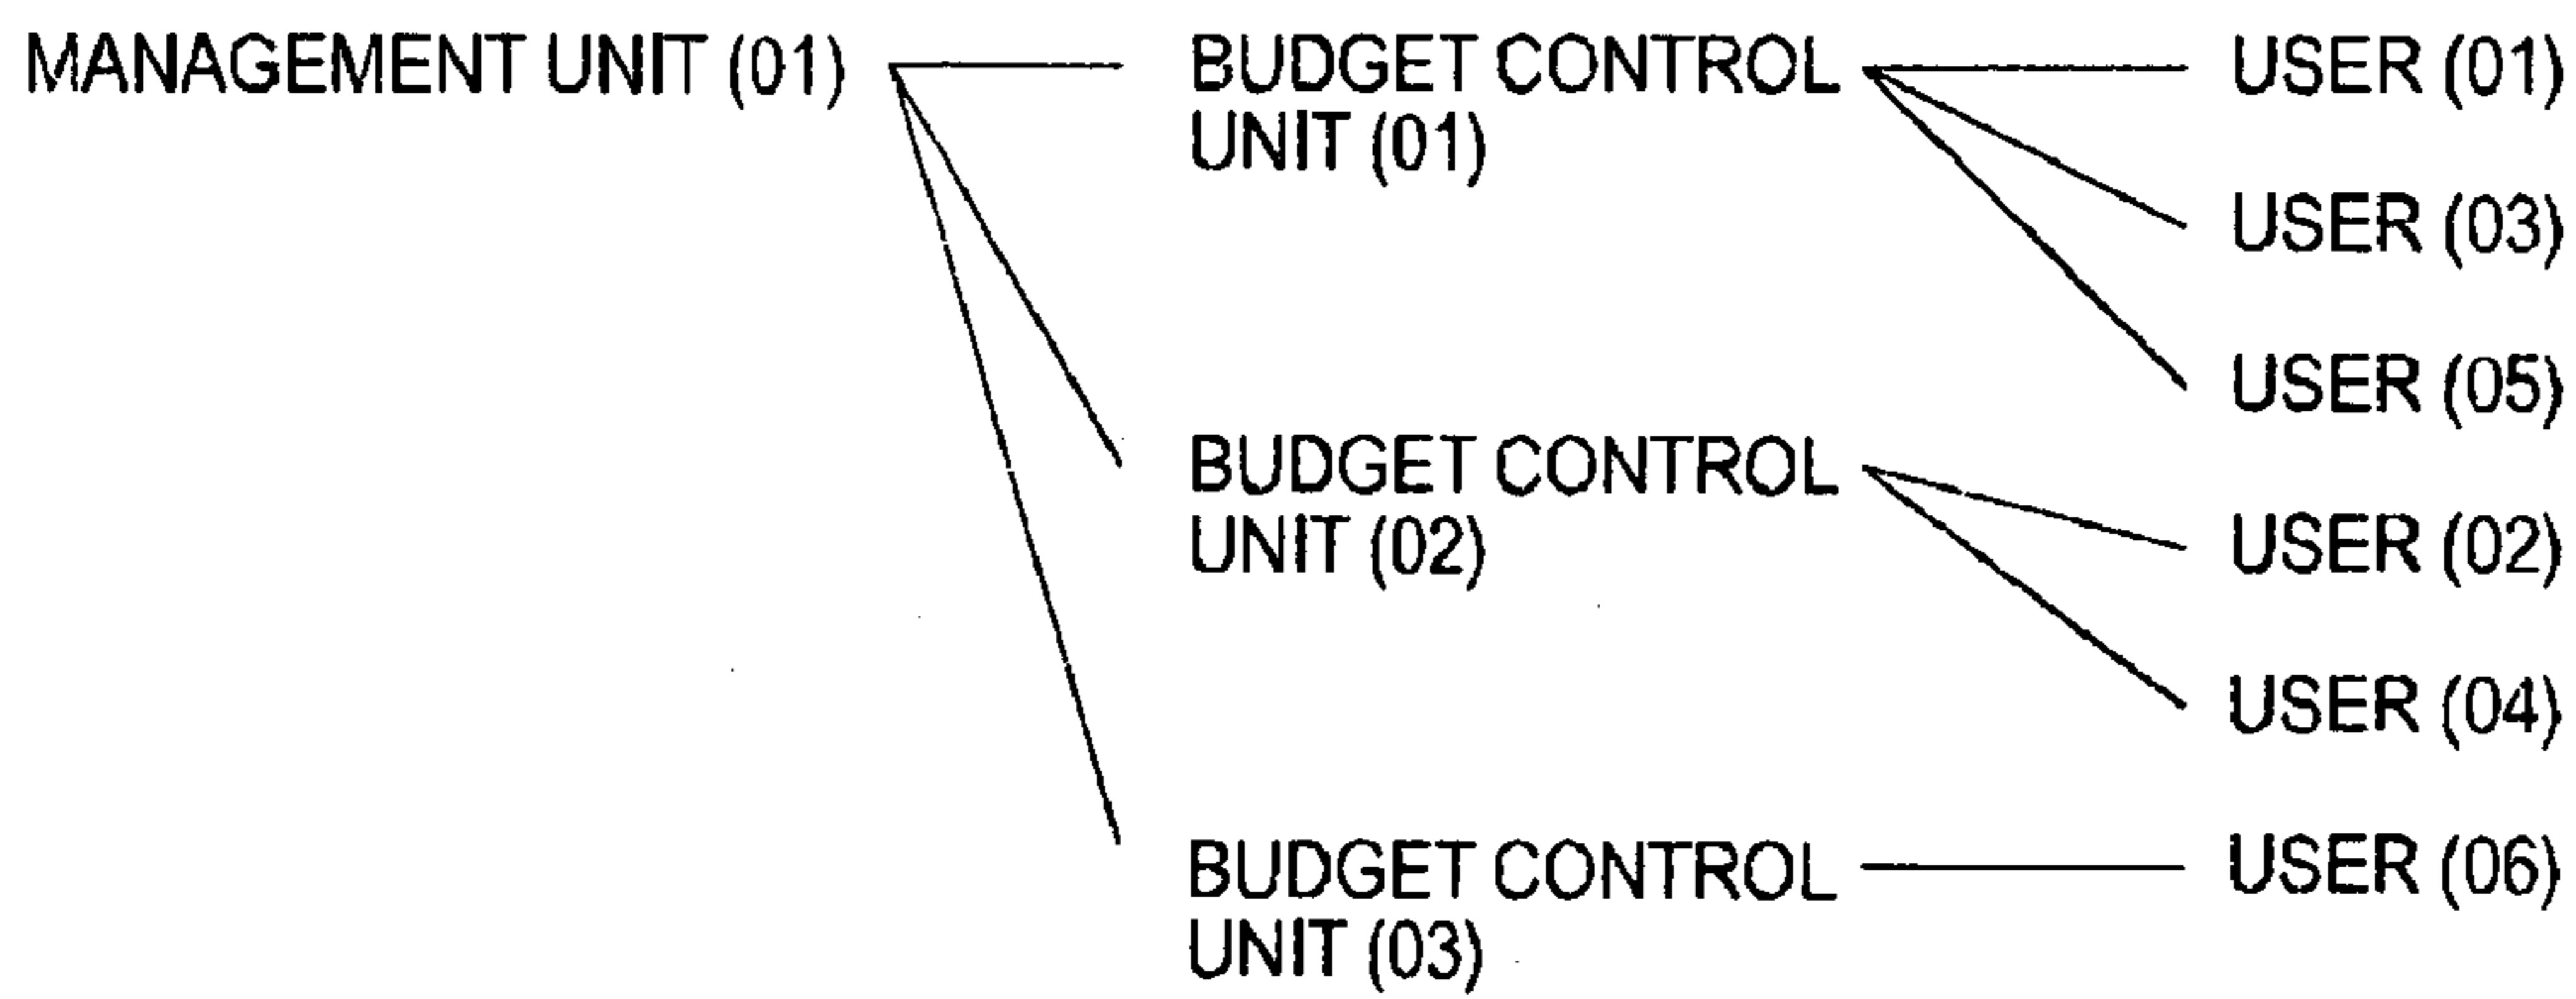 MANAGEMENT UNIT (01)
BUDGET CONTROL
UNIT (01)
USER (01)
USER (03)
USER (05)
BUDGET CONTROL
UNIT (02)
USER (02)
USER (04)
BUDGET CONTROL
UNIT (03)
USER (06)